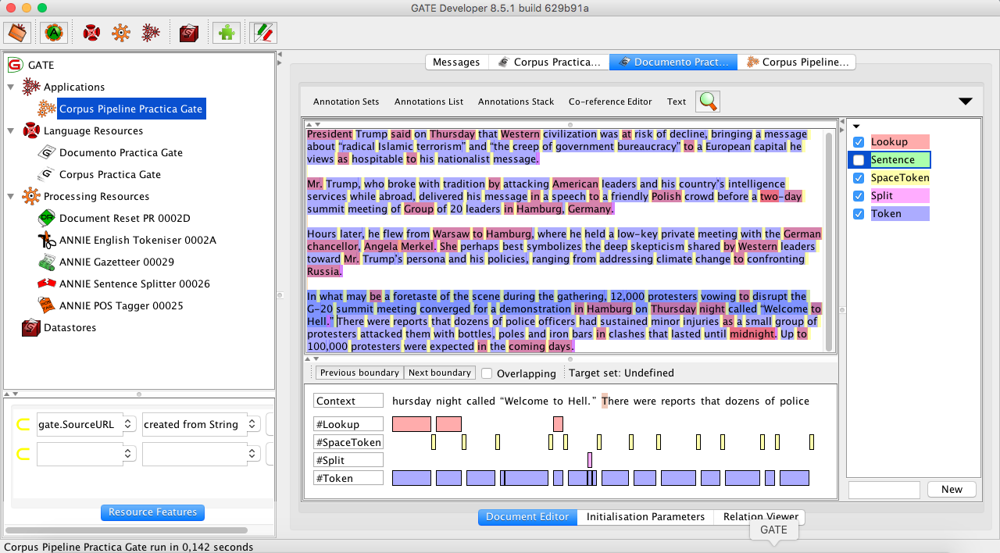 GATE Developer 8.5.1 build 629b91a
GATE
Applications
Corpus Pipeline Practica Gate
Language Resources
Documento Practica Gate
Corpus Practica Gate
Processing Resources
Document Reset PR 0002D
ANNIE English Tokeniser 0002A
ANNIE Gazetteer 00029
ANNIE Sentence Splitter 00026
ANNIE POS Tagger 00025
Datastores
gate.SourceURL created from String
Resource Features
Messages Corpus Practica... Documento Pract... Corpus Pipeline...
Annotation Sets Annotations List Annotations Stack Co-reference Editor Text
President Trump said on Thursday that Western civilization was at risk of decline, bringing a message
about “radical Islamic terrorism” and “the creep of government bureaucracy” to a European capital he
views as hospitable to his nationalist message.
Mr. Trump, who broke with tradition by attacking American leaders and his country’s intelligence
services while abroad, delivered his message in a speech to a friendly Polish crowd before a two-day
summit meeting of Group of 20 leaders in Hamburg, Germany.
Hours later, he flew from Warsaw to Hamburg, where he held a low-key private meeting with the German
chancellor, Angela Merkel. She perhaps best symbolizes the deep skepticism shared by Western leaders
toward Mr. Trump’s persona and his policies, ranging from addressing climate change to confronting
Russia.
In what may be a foretaste of the scene during the gathering, 12,000 protesters vowing to disrupt the
G-20 summit meeting converged for a demonstration in Hamburg on Thursday night called “Welcome to
Hell.” There were reports that dozens of police officers had sustained minor injuries as a small group of
protesters attacked them with bottles, poles and iron bars in clashes that lasted until midnight. Up to
100,000 protesters were expected in the coming days.
Lookup
Sentence
SpaceToken
Split
Token
Previous boundary Next boundary Overlapping Target set: Undefined
Context hursday night called “Welcome to Hell.” There were reports that dozens of police
#Lookup
#SpaceToken
#Split
#Token
New
Document Editor Initialisation Parameters Relation Viewer
GATE
Corpus Pipeline Practica Gate run in 0,142 seconds